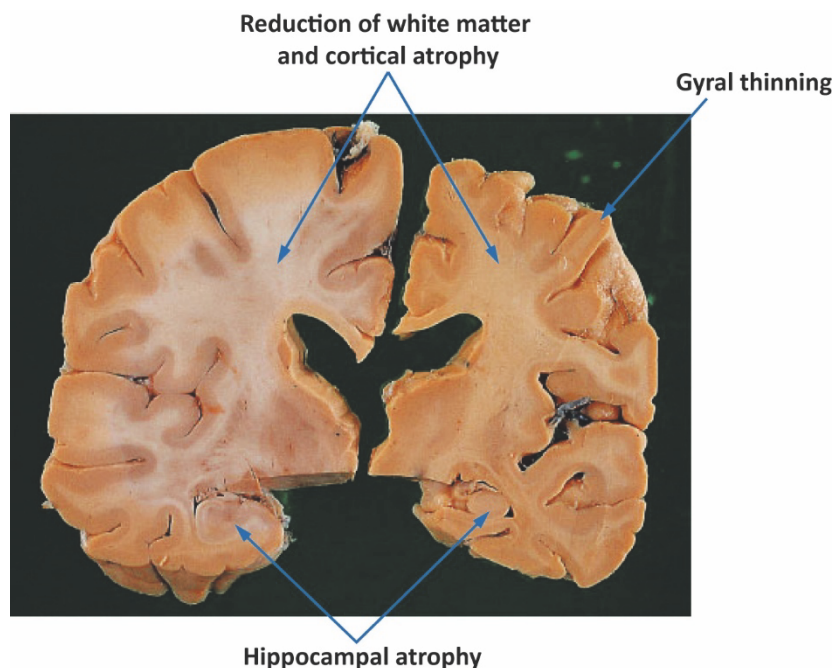 Reduction of white matter
and cortical atrophy
Gyral thinning
Hippocampal atrophy